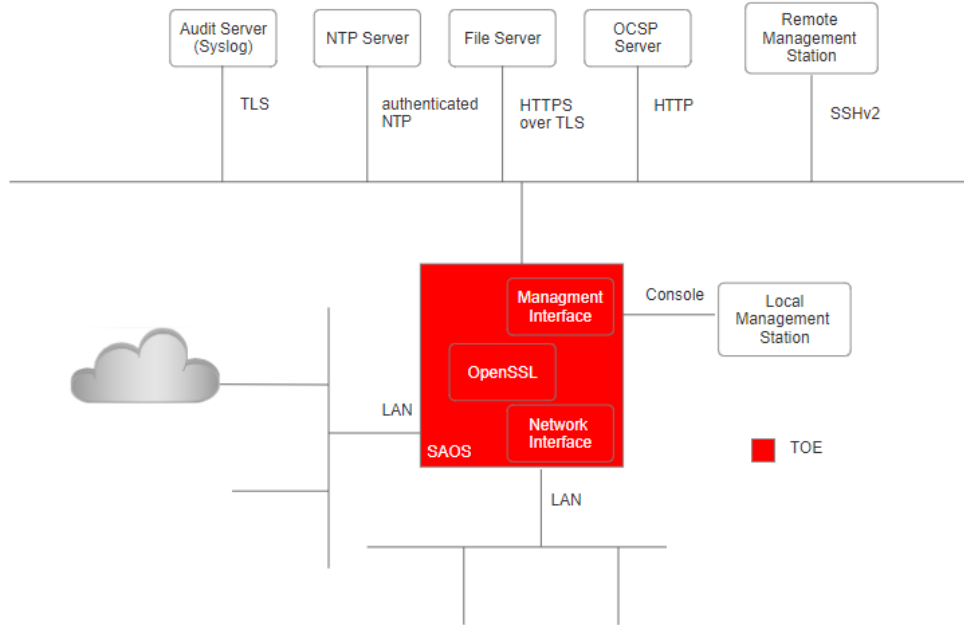 Audit Server
(Syslog)
NTP Server
File Server
OCSP
Server
Remote
Management
Station
TLS
authenticated
NTP
HTTPS
over TLS
HTTP
SSHv2
Managment
Interface
Console
Local
Management
Station
OpenSSL
LAN
Network
Interface
SAOS
TOE
LAN